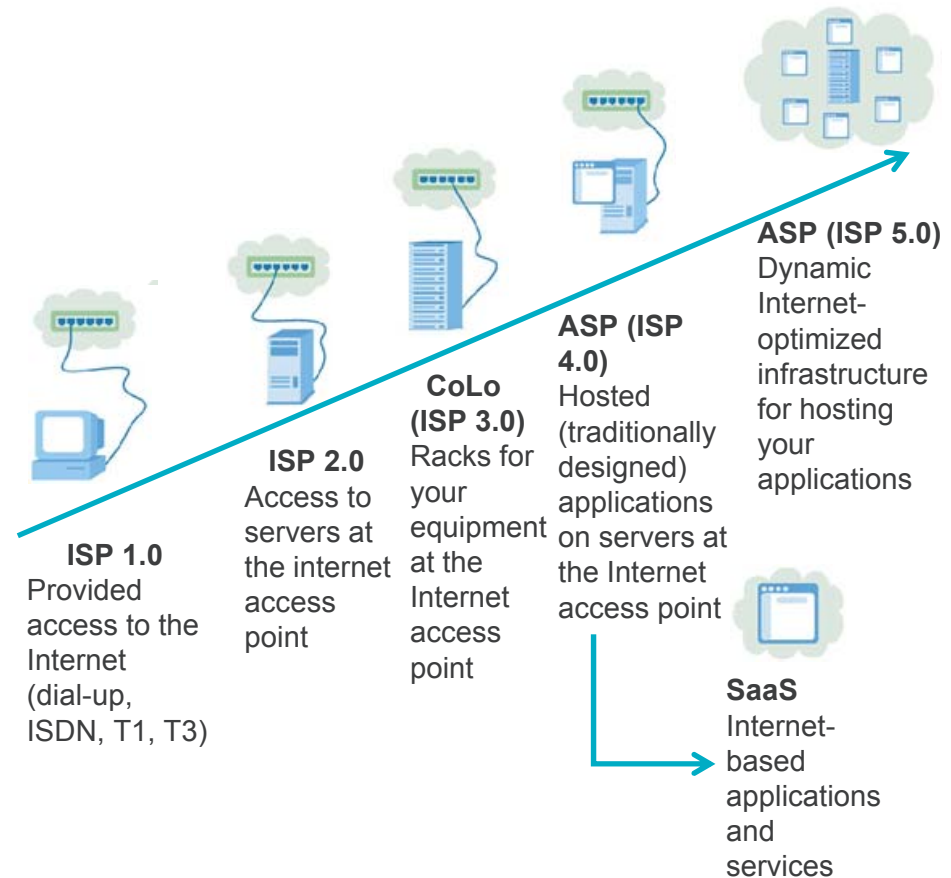 ISP 1.0
Provided
access to the
Internet
(dial-up,
ISDN, T1, T3)
ISP 2.0
Access to
servers at
the internet
access
point
CoLo
(ISP 3.0)
Racks for
your
equipment
at the
Internet
access
point
ASP (ISP
4.0)
Hosted
(traditionally
designed)
applications
on servers at
the Internet
access point
ASP (ISP 5.0)
Dynamic
Internet-
optimized
infrastructure
for hosting
your
applications
SaaS
Internet-
based
applications
and
services